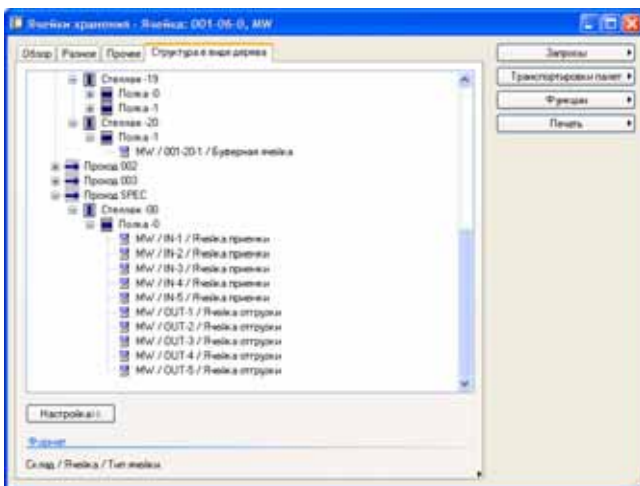 Ячейки хранения - Ячейка: 001-06-0, MW
Обзор Разное Прочее Структура в виде дерева
Запросы
Транспортировки палет
Функции
Печать
Стеллаж -19
Полка -0
Полка -1
Стеллаж -20
Полка -1
MW / 001-20-1 / Буферная ячейка
Проход 002
Проход 003
Проход SPEC
Стеллаж -00
Полка -0
MW / IN-1 / Ячейка приемки
MW / IN-2 / Ячейка приемки
MW / IN-3 / Ячейка приемки
MW / IN-4 / Ячейка приемки
MW / IN-5 / Ячейка приемки
MW / OUT-1 / Ячейка отгрузки
MW / OUT-2 / Ячейка отгрузки
MW / OUT-3 / Ячейка отгрузки
MW / OUT-4 / Ячейка отгрузки
MW / OUT-5 / Ячейка отгрузки
Настройка<<
Формат
Склад / Ячейка / Тип ячейки